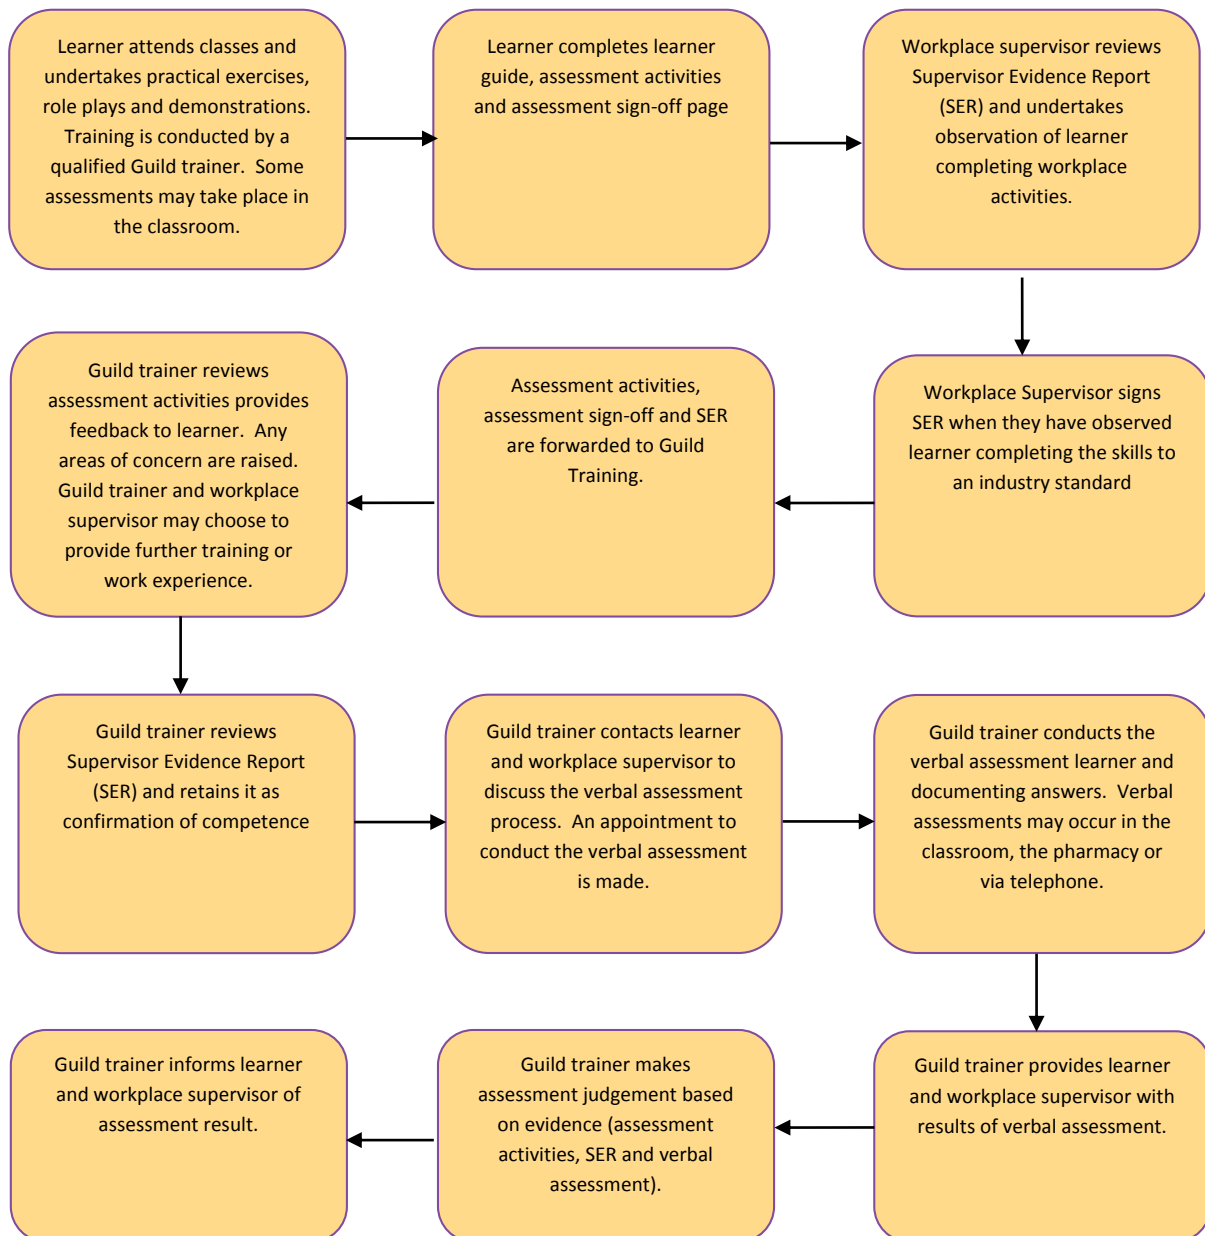 Learner attends classes and
undertakes practical exercises,
role plays and demonstrations.
Training is conducted by a
qualified Guild trainer.  Some
assessments may take place in
the classroom.
Learner completes learner
guide, assessment activities
and assessment sign-off page
Workplace supervisor reviews
Supervisor Evidence Report
(SER) and undertakes
observation of learner
completing workplace
activities.
Workplace Supervisor signs
SER when they have observed
learner completing the skills to
an industry standard
Assessment activities,
assessment sign-off and SER
are forwarded to Guild
Training.
Guild trainer reviews
assessment activities provides
feedback to learner.  Any
areas of concern are raised.
Guild trainer and workplace
supervisor may choose to
provide further training or
work experience.
Guild trainer reviews
Supervisor Evidence Report
(SER) and retains it as
confirmation of competence
Guild trainer contacts learner
and workplace supervisor to
discuss the verbal assessment
process.  An appointment to
conduct the verbal assessment
is made.
Guild trainer conducts the
verbal assessment learner and
documenting answers.  Verbal
assessments may occur in the
classroom, the pharmacy or
via telephone.
Guild trainer provides learner
and workplace supervisor with
results of verbal assessment.
Guild trainer makes
assessment judgement based
on evidence (assessment
activities, SER and verbal
assessment).
Guild trainer informs learner
and workplace supervisor of
assessment result.